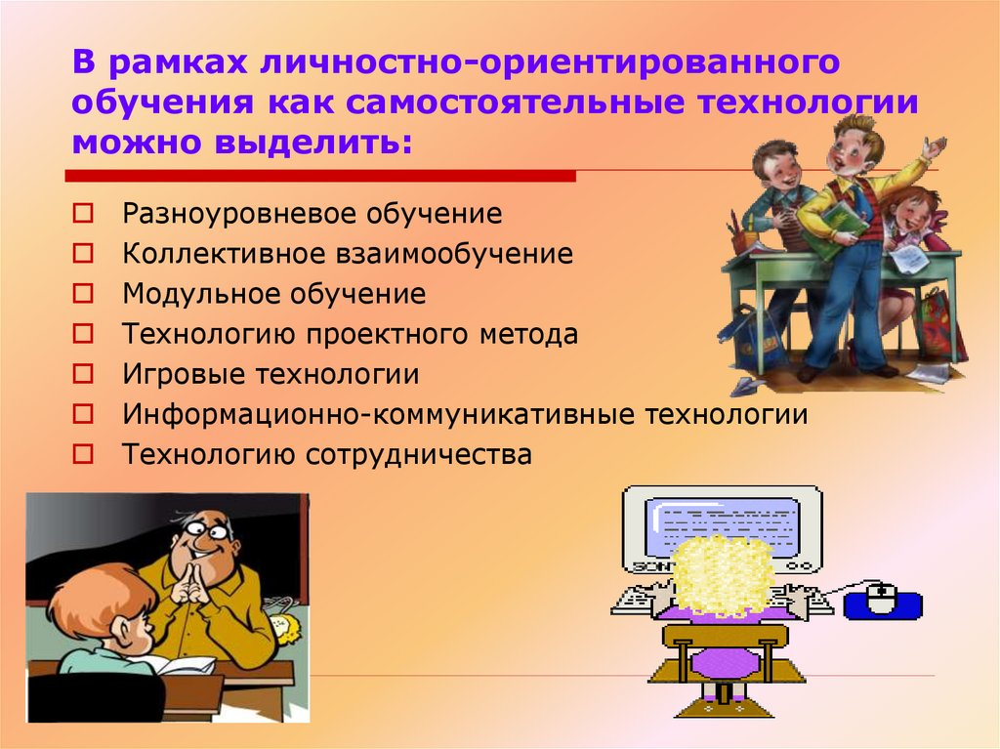 В рамках личностно-ориентированного
обучения как самостоятельные технологии
можно выделить:
Разноуровневое обучение
Коллективное взаимообучение
Модульное обучение
Технологию проектного метода
Игровые технологии
Информационно-коммуникативные технологии
Технологию сотрудничества